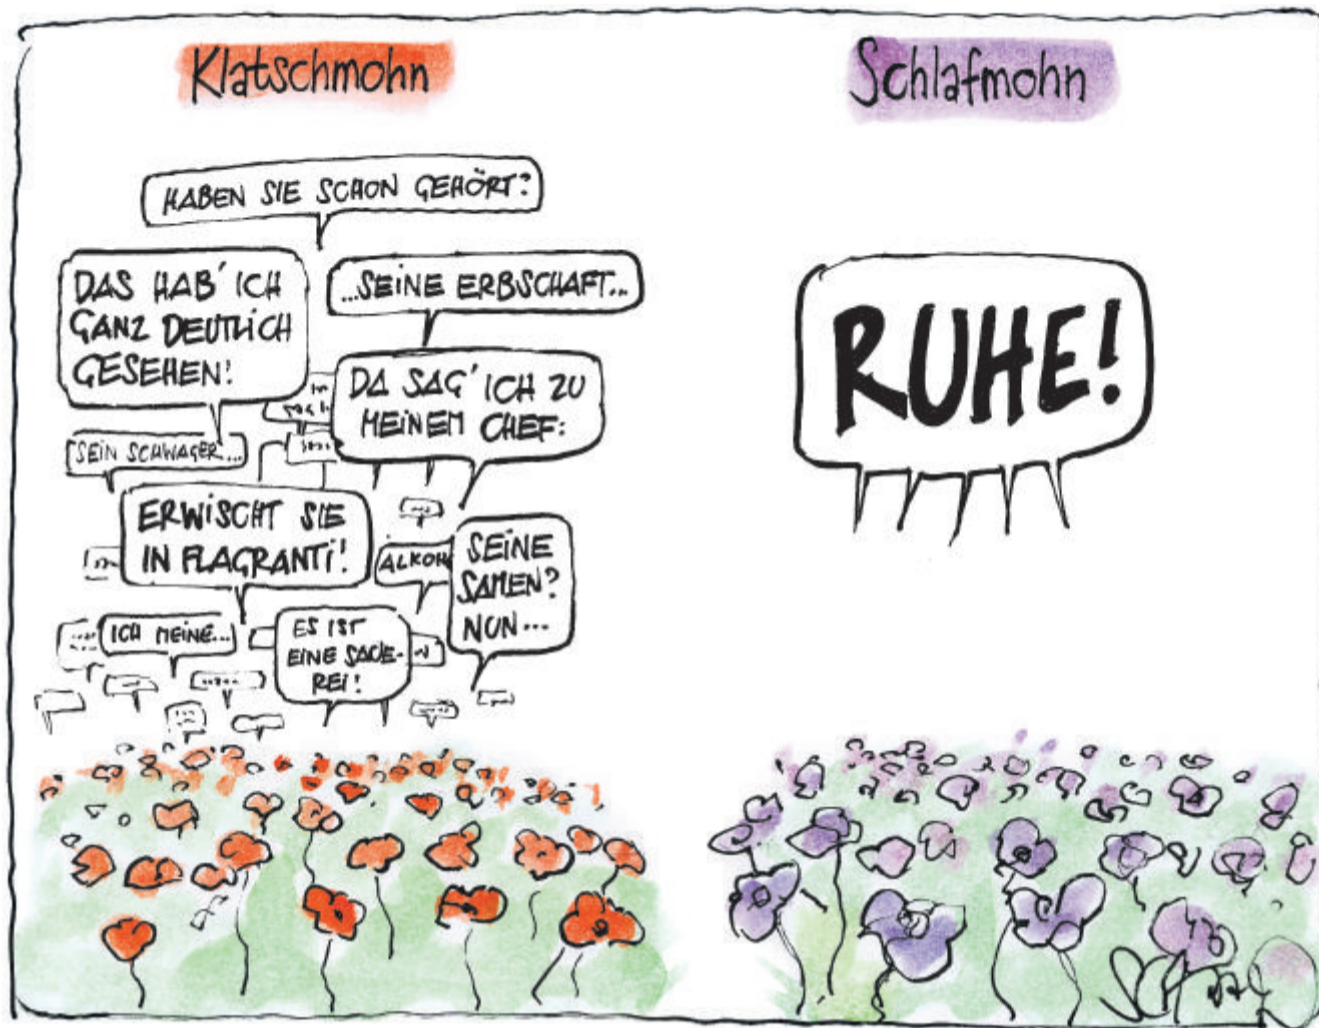 Klatschmohn
Schlafmohn
HABEN SIE SCHON GEHÖRT?
DAS HAB' ICH
GANZ DEUTLICH
GESEHEN!
...SEINE ERBSCHAFT...
DA SAG' ICH ZU
MEINEM CHEF:
SEIN SCHWAGER...
ERWISCHT SIE
IN FLAGRANTI!
ALKOH
SEINE
SAMEN?
NUN...
ICH MEINE...
ES IST
EINE SAUE-
REI!
RUHE!